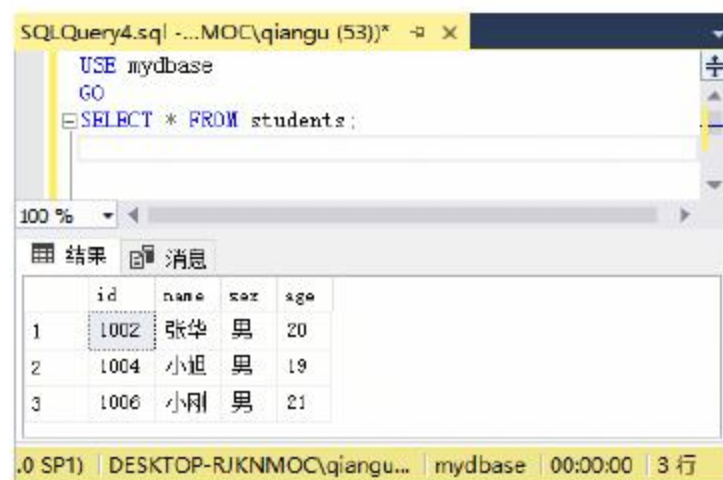 SQLQuery4.sql -...MOC\qiangu (53))*
USE mydbase
GO
SELECT * FROM students;
100 %
结果 消息
id name sex age
1 1002 张华 男 20
2 1004 小旭 男 19
3 1006 小刚 男 21
.0 SP1) DESKTOP-RJKNMOC\qiangu... mydbase 00:00:00 3 行